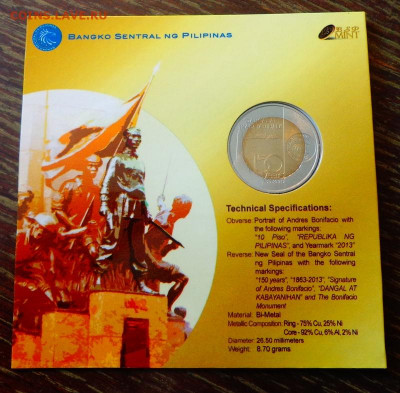 COINS.LAVE.RU
BANGKO SENTRAL NG PILIPINAS
MINT
150
Technical Specifications:
Obverse: Portrait of Andres Bonifacio with
the following markings:
"10 Piso", "REPUBLIKA NG
PILIPINAS", and Yearmark "2013"
Reverse: New Seal of the Bangko Sentral
ng Pilipinas with the following
markings:
"150 years", "1863-2013", "Signature
of Andres Bonifacio", "DANGAL AT
KABAYANIHAN" and The Bonifacio
Monument
Material: Bi-Metal
Metallic Composition: Ring - 75% Cu, 25% Ni
Core - 92% Cu, 6% Al, 2% Ni
Diameter: 26.50 millimeters
Weight: 8.70 grams